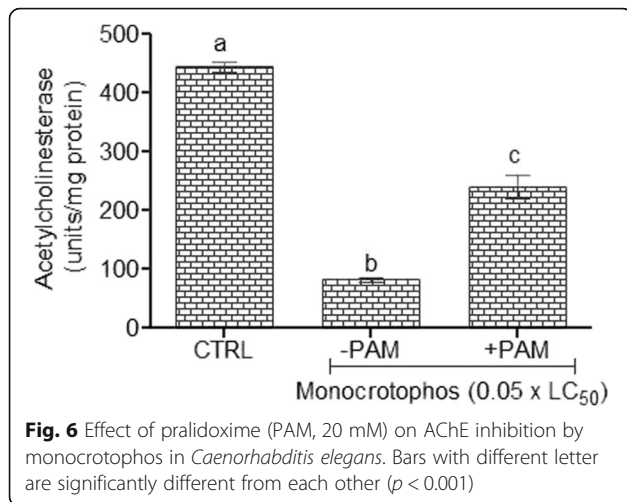 500
400
300
200
100
0
Acetylcholinesterase
(units/mg protein)
a
b
c
CTRL -PAM +PAM
Monocrotophos (0.05 x LC50)
Fig. 6 Effect of pralidoxime (PAM, 20 mM) on AChE inhibition by
monocrotophos in Caenorhabditis elegans. Bars with different letter
are significantly different from each other (p < 0.001)